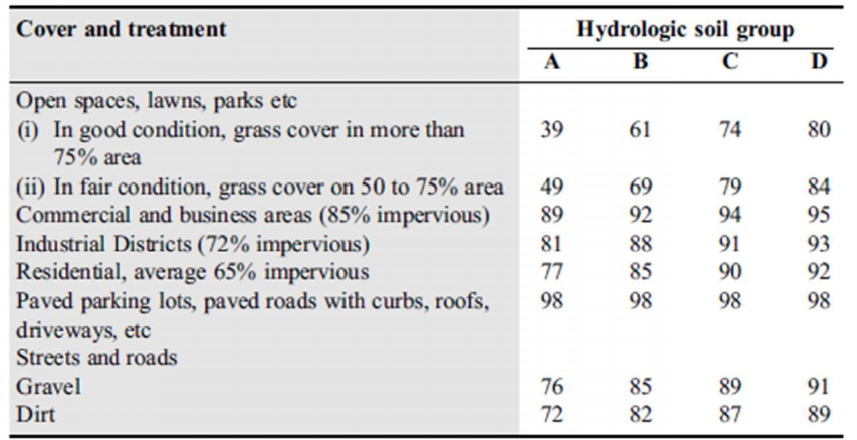 Cover and treatment Hydrologic soil group
A B C D
Open spaces, lawns, parks etc
(i) In good condition, grass cover in more than 39 61 74 80
75% area
(ii) In fair condition, grass cover on 50 to 75% area 49 69 79 84
Commercial and business areas (85% impervious) 89 92 94 95
Industrial Districts (72% impervious) 81 88 91 93
Residential, average 65% impervious 77 85 90 92
Paved parking lots, paved roads with curbs, roofs, 98 98 98 98
driveways, etc
Streets and roads
Gravel 76 85 89 91
Dirt 72 82 87 89